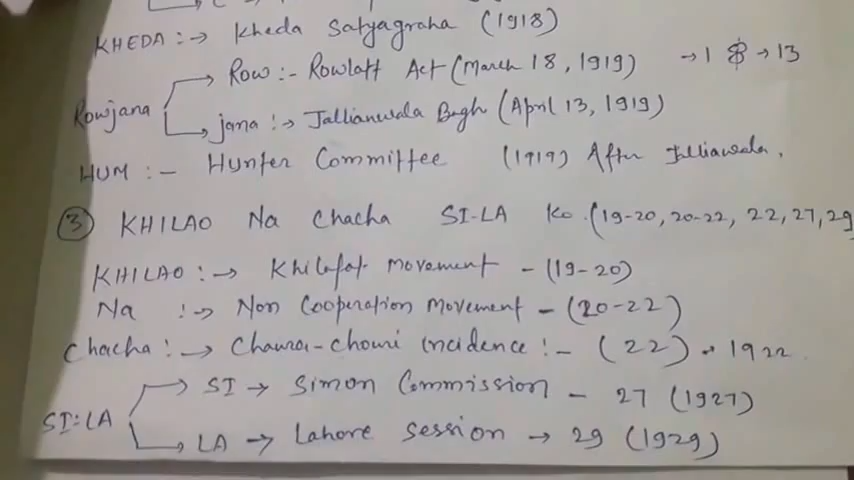 KHEDA :→ Kheda Satyagraha (1918)
Row :- Rowlatt Act (March 18, 1919) → 1 8 → 13
Rowjana
jana :→ Jallianwala Bagh (April 13, 1919)
HUM :- Hunter Committee (1919) After Jalliawala.
③ KHILAO Na Chacha SI-LA Ko. (19-20, 20-22, 22, 27, 29
KHILAO :→ Khilafat Movement - (19-20)
Na :→ Non Cooperation Movement - (20-22)
Chacha :→ Chaura-Chouri incidence :- (22) → 1922
SI → Simon Commission - 27 (1927)
SI:LA
LA → Lahore session → 29 (1929)